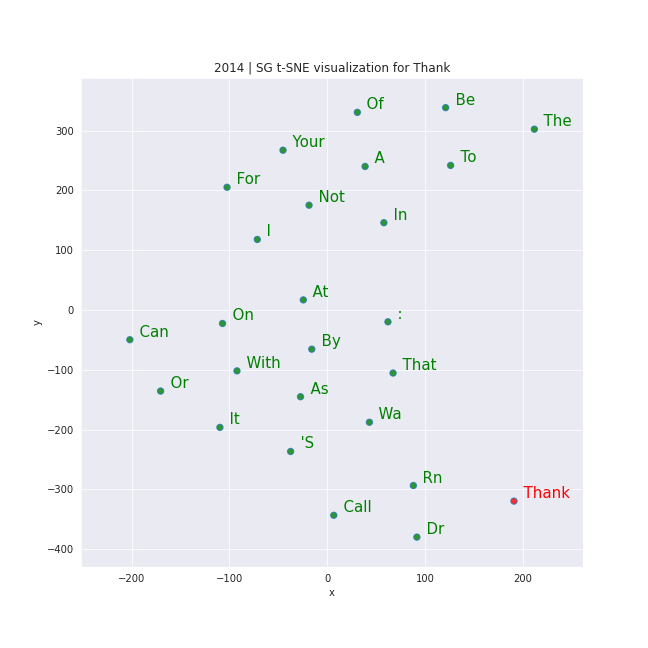 2014 | SG t-SNE visualization for Thank
Of
Be
The
Your
A
To
For
Not
In
I
At
On
:
Can
By
With
That
Or
As
It
Wa
'S
Rn
Thank
Call
Dr
300
200
100
0
−100
−200
−300
−400
y
−200
−100
0
100
200
x